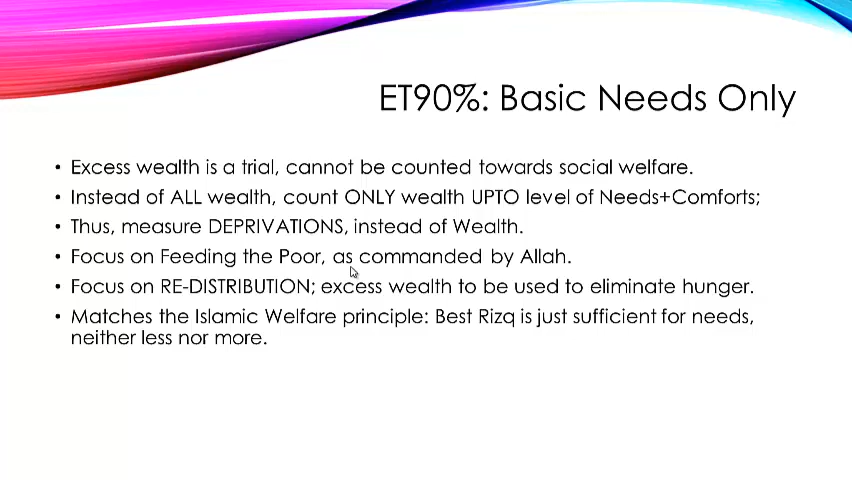 ET90%: Basic Needs Only
• Excess wealth is a trial, cannot be counted towards social welfare.
• Instead of ALL wealth, count ONLY wealth UPTO level of Needs+Comforts;
• Thus, measure DEPRIVATIONS, instead of Wealth.
• Focus on Feeding the Poor, as commanded by Allah.
• Focus on RE-DISTRIBUTION; excess wealth to be used to eliminate hunger.
• Matches the Islamic Welfare principle: Best Rizq is just sufficient for needs,
neither less nor more.